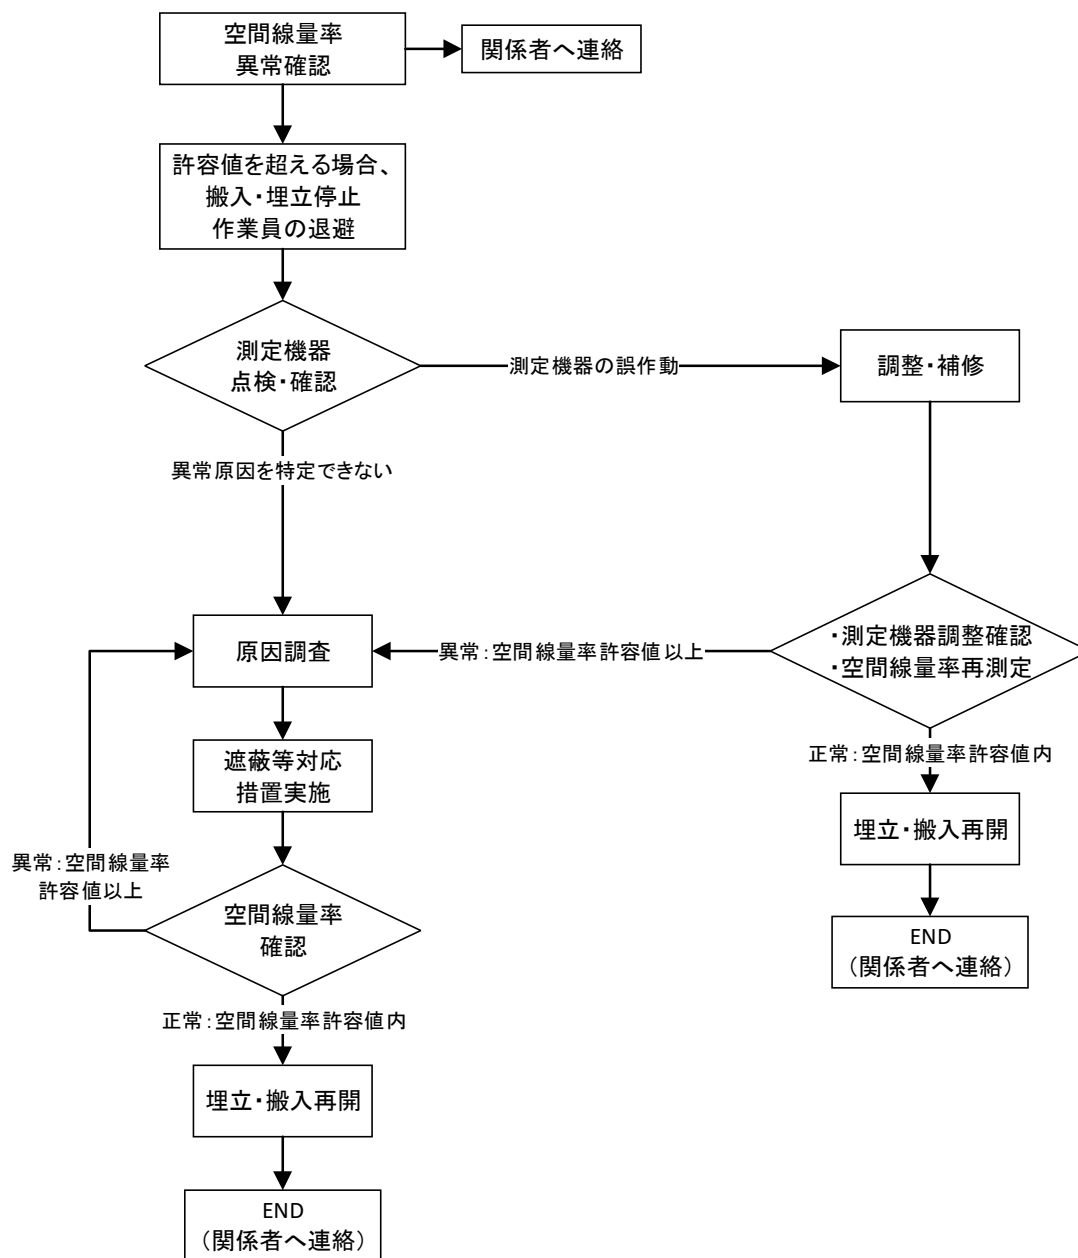 空間線量率
異常確認
関係者へ連絡
許容値を超える場合、
搬入・埋立停止
作業員の退避
測定機器
点検・確認
測定機器の誤作動
調整・補修
異常原因を特定できない
原因調査
異常：空間線量率許容値以上
・測定機器調整確認
・空間線量率再測定
遮蔽等対応
措置実施
正常：空間線量率許容値内
埋立・搬入再開
異常：空間線量率
許容値以上
空間線量率
確認
END
（関係者へ連絡）
正常：空間線量率許容値内
埋立・搬入再開
END
（関係者へ連絡）